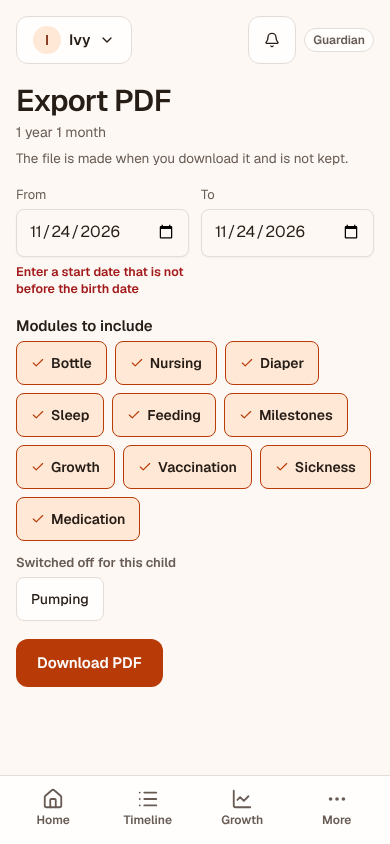 I Ivy Guardian
Export PDF
1 year 1 month
The file is made when you download it and is not kept.
From To
11/24/2026 11/24/2026
Enter a start date that is not
before the birth date
Modules to include
Bottle Nursing Diaper
Sleep Feeding Milestones
Growth Vaccination Sickness
Medication
Switched off for this child
Pumping
Download PDF
Home Timeline Growth More